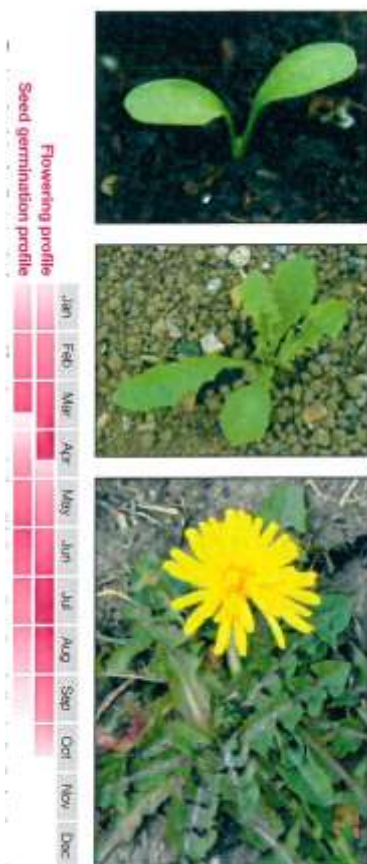 Jan Feb Mar Apr May Jun Jul Aug Sep Oct Nov Dec
Flowering profile
Seed germination profile